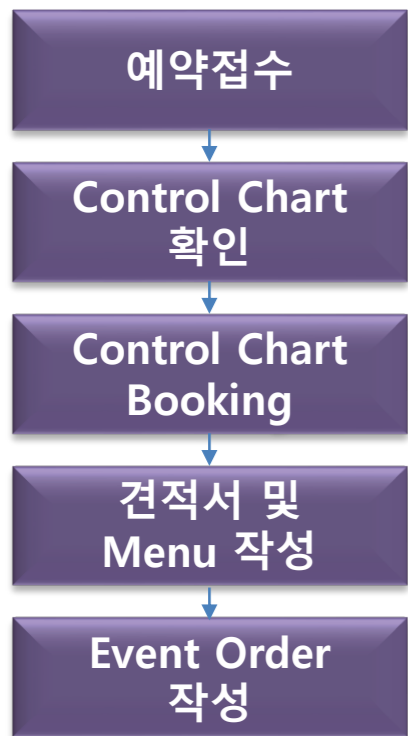 예약접수
Control Chart
확인
Control Chart
Booking
견적서 및
Menu 작성
Event Order
작성